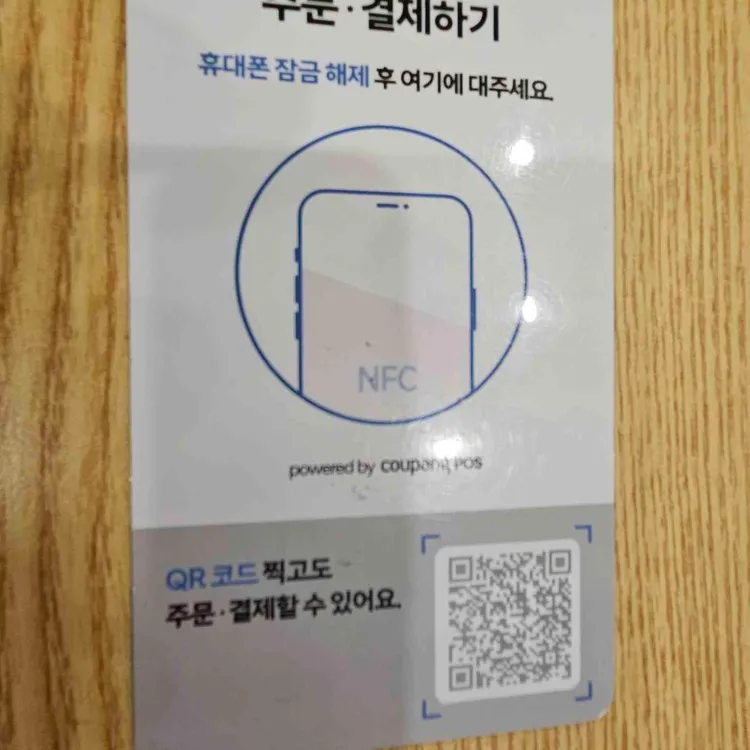 주문·결제하기
휴대폰 잠금 해제 후 여기에 대주세요.
NFC
powered by coupang POS
QR 코드 찍고도
주문·결제할 수 있어요.